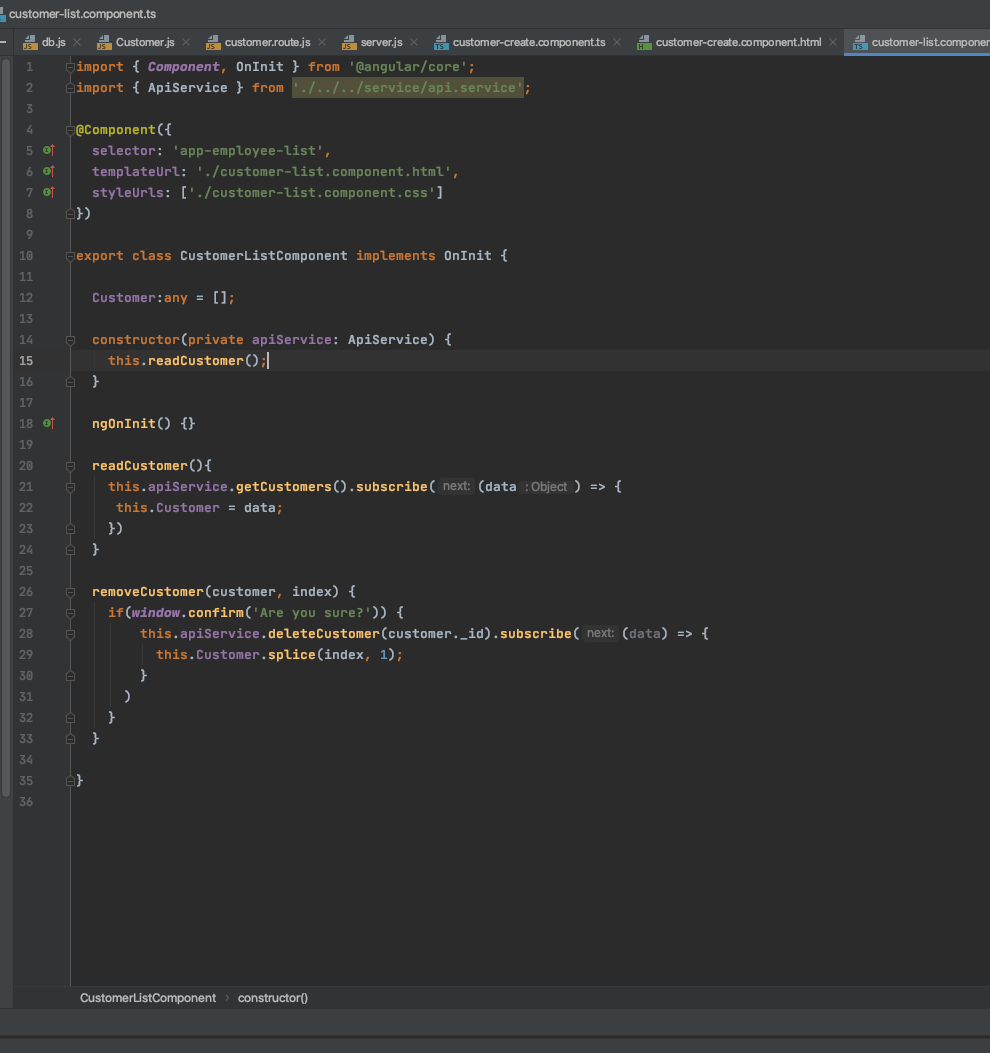 customer-list.component.ts
db.js Customer.js customer.route.js server.js customer-create.component.ts customer-create.component.html customer-list.componen
1 import { Component, OnInit } from '@angular/core';
2 import { ApiService } from './../../service/api.service';
3
4 @Component({
5 selector: 'app-employee-list',
6 templateUrl: './customer-list.component.html',
7 styleUrls: ['./customer-list.component.css']
8 })
9
10 export class CustomerListComponent implements OnInit {
11
12 Customer:any = [];
13
14 constructor(private apiService: ApiService) {
15 this.readCustomer();
16 }
17
18 ngOnInit() {}
19
20 readCustomer(){
21 this.apiService.getCustomers().subscribe( next: (data : Object ) => {
22 this.Customer = data;
23 })
24 }
25
26 removeCustomer(customer, index) {
27 if(window.confirm('Are you sure?')) {
28 this.apiService.deleteCustomer(customer._id).subscribe( next: (data) => {
29 this.Customer.splice(index, 1);
30 }
31 )
32 }
33 }
34
35 }
36
CustomerListComponent › constructor()